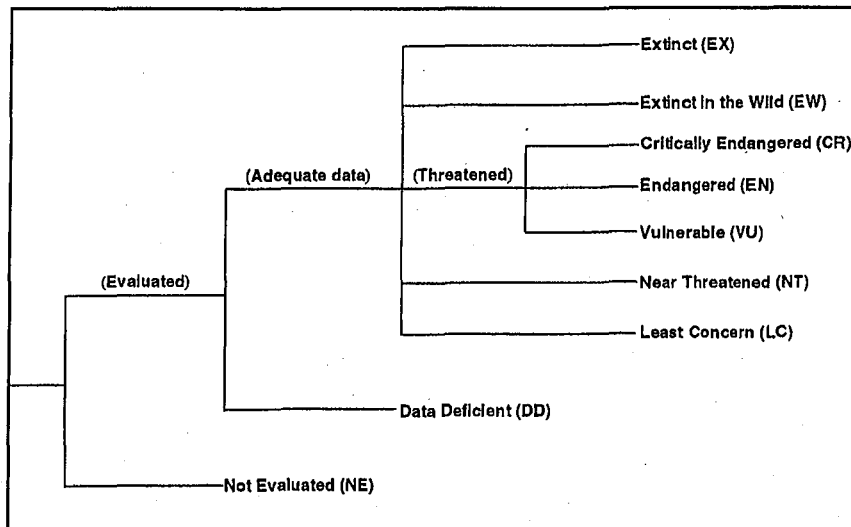 Extinct (EX)
Extinct in the Wild (EW)
Critically Endangered (CR)
(Adequate data)
(Threatened)
Endangered (EN)
Vulnerable (VU)
(Evaluated)
Near Threatened (NT)
Least Concern (LC)
Data Deficient (DD)
Not Evaluated (NE)